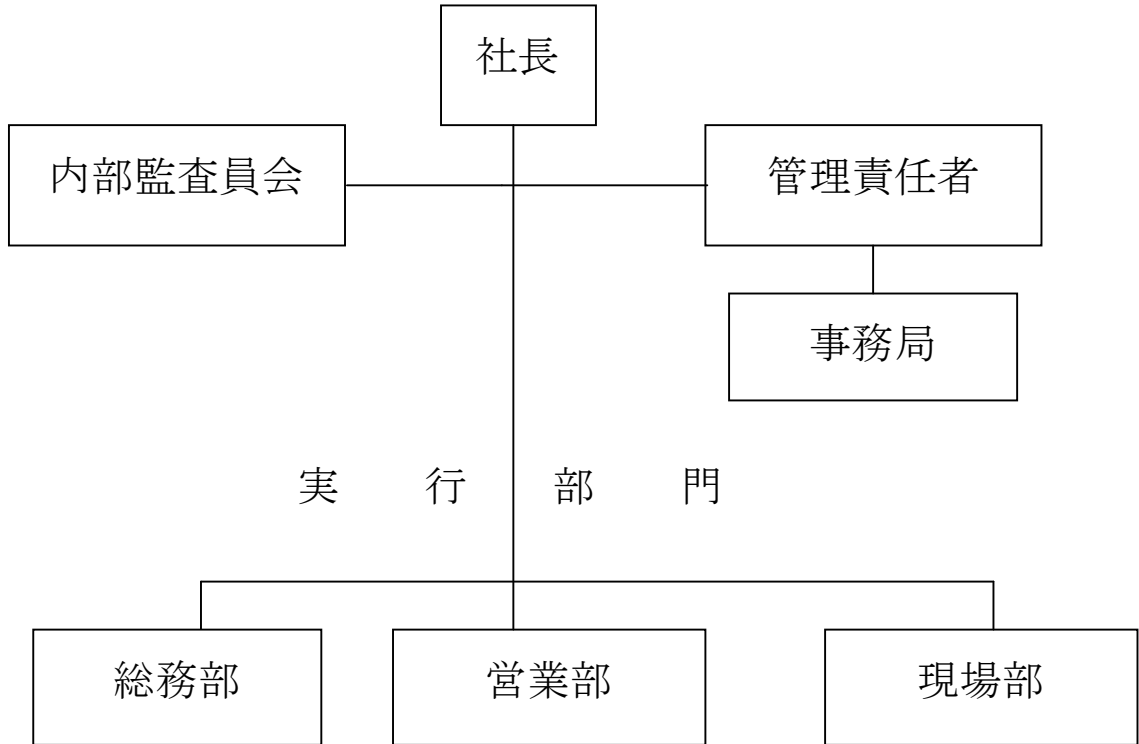 社長
内部監査員会
管理責任者
事務局
実 行 部 門
総務部
営業部
現場部